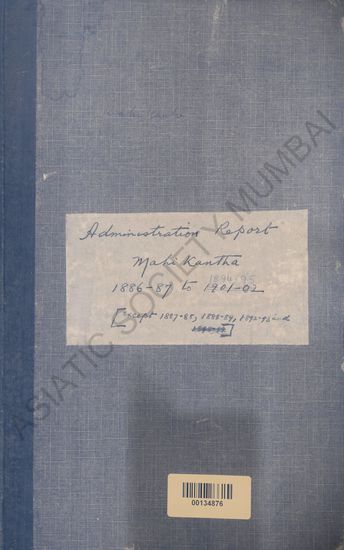 Administration Report
Mahi Kantha
1894-95
1886-87 to 1901-02
[Except 1887-88, 1888-89, 1892-93 and
]
00134876
ASIATIC SOCIETY MUMBAI